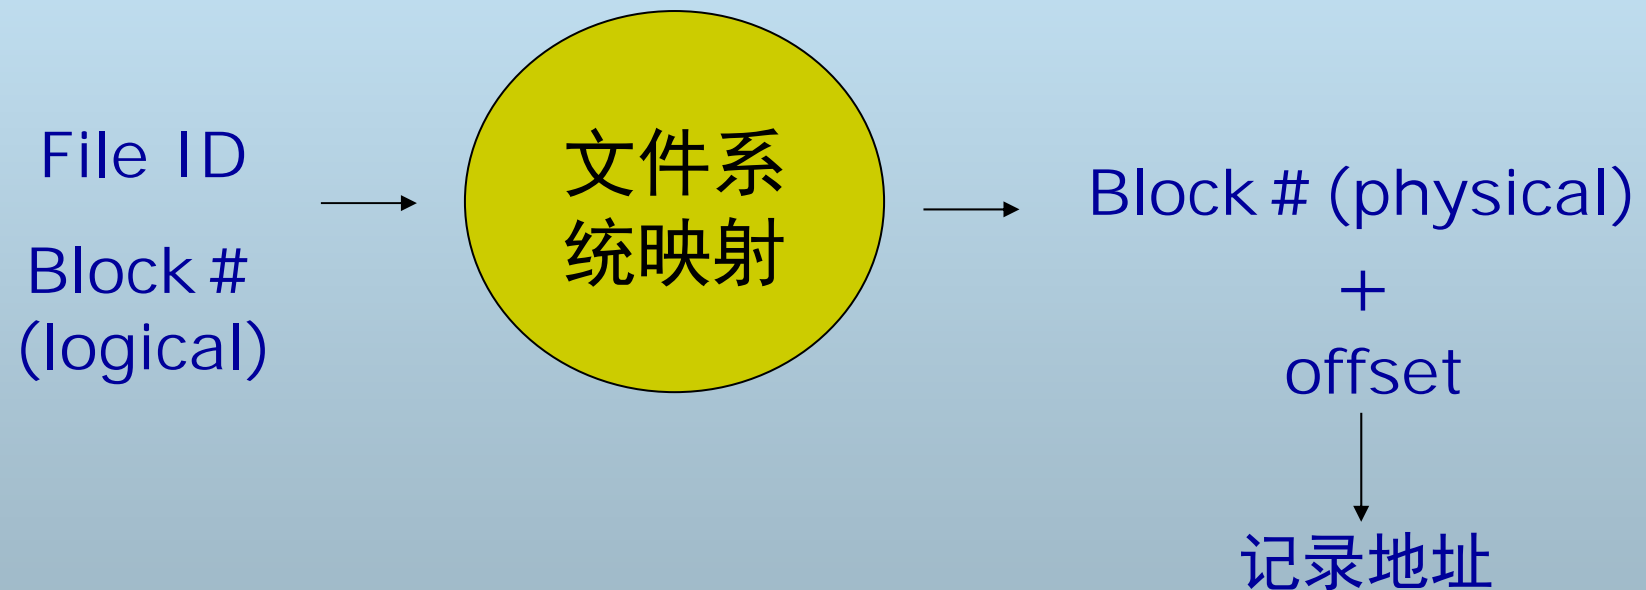 File ID
Block #
(logical)
文件系
统映射
Block # (physical)
+
offset
记录地址